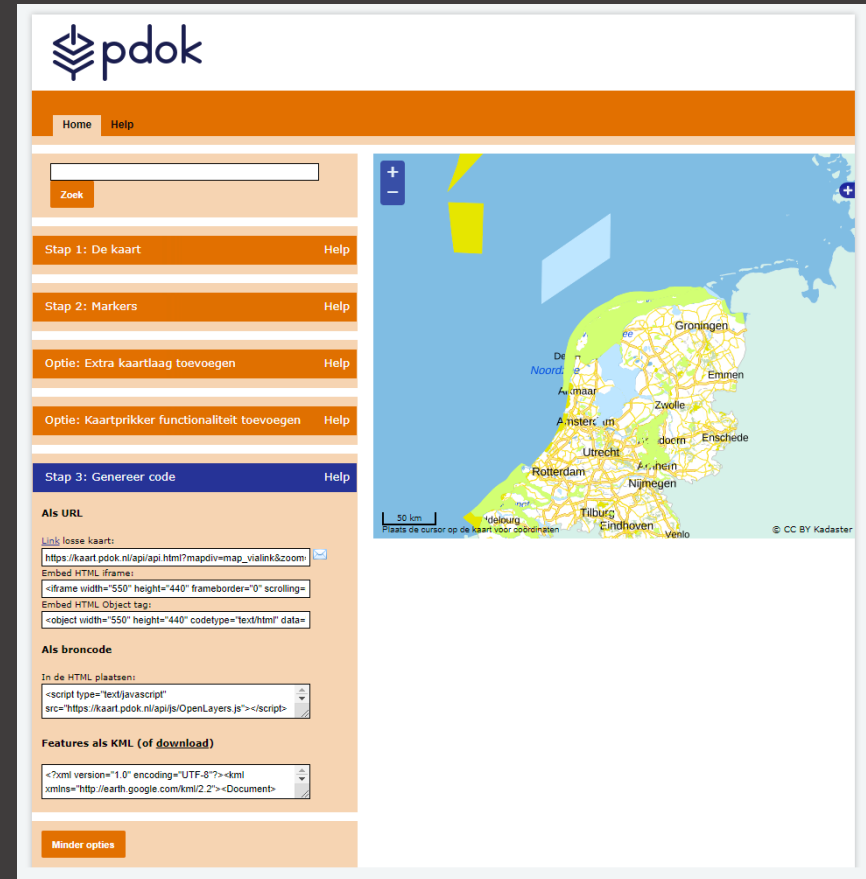 pdok
Home Help
Zoek
Stap 1: De kaart Help
Stap 2: Markers Help
Optie: Extra kaartlaag toevoegen Help
Optie: Kaartprikker functionaliteit toevoegen Help
Stap 3: Genereer code Help
Als URL
Link losse kaart:
https://kaart.pdok.nl/api/api.html?mapdiv=map_vialink&zoom
Embed HTML iframe:
<iframe width="550" height="440" frameborder="0" scrolling=
Embed HTML Object tag:
<object width="550" height="440" codetype="text/html" data=
Als broncode
In de HTML plaatsen:
<script type="text/javascript"
src="https://kaart.pdok.nl/api/js/OpenLayers.js"></script>
Features als KML (of download)
<?xml version="1.0" encoding="UTF-8"?><kml
xmlns="http://earth.google.com/kml/2.2"><Document>
Minder opties
+
−
+
Groningen
Emmen
Zwolle
Enschede
Utrecht
Rotterdam
Nijmegen
Tilburg
Eindhoven
Venlo
50 km
Plaats de cursor op de kaart voor coördinaten
© CC BY Kadaster